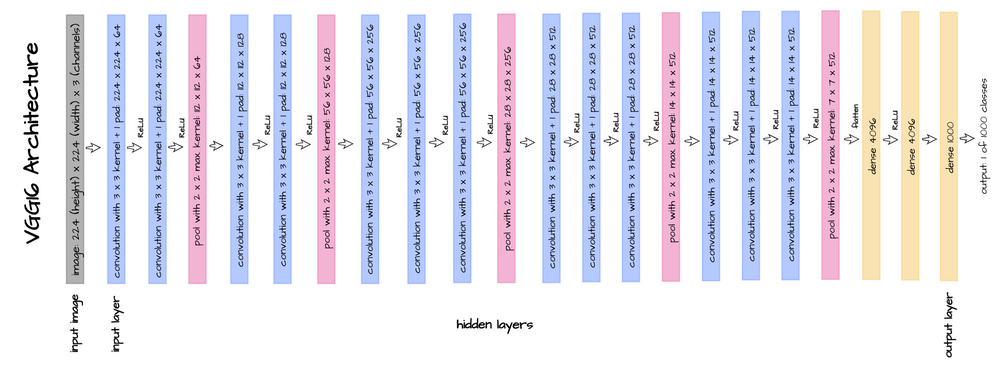 VGG16 Architecture
image: 224 (height) x 224 (width) x 3 (channels)
convolution with 3 x 3 kernel + 1 pad: 224 x 224 x 64
ReLu
convolution with 3 x 3 kernel + 1 pad: 224 x 224 x 64
ReLu
pool with 2 x 2 max kernel: 112 x 112 x 64
convolution with 3 x 3 kernel + 1 pad: 112 x 112 x 128
ReLu
convolution with 3 x 3 kernel + 1 pad: 112 x 112 x 128
ReLu
pool with 2 x 2 max kernel: 56 x 56 x 128
convolution with 3 x 3 kernel + 1 pad: 56 x 56 x 256
ReLu
convolution with 3 x 3 kernel + 1 pad: 56 x 56 x 256
ReLu
convolution with 3 x 3 kernel + 1 pad: 56 x 56 x 256
ReLu
pool with 2 x 2 max kernel: 28 x 28 x 256
convolution with 3 x 3 kernel + 1 pad: 28 x 28 x 512
ReLu
convolution with 3 x 3 kernel + 1 pad: 28 x 28 x 512
ReLu
convolution with 3 x 3 kernel + 1 pad: 28 x 28 x 512
ReLu
pool with 2 x 2 max kernel: 14 x 14 x 512
convolution with 3 x 3 kernel + 1 pad: 14 x 14 x 512
ReLu
convolution with 3 x 3 kernel + 1 pad: 14 x 14 x 512
ReLu
convolution with 3 x 3 kernel + 1 pad: 14 x 14 x 512
ReLu
pool with 2 x 2 max kernel: 7 x 7 x 512
flatten
dense 4096
ReLu
dense 4096
dense 1000
output: 1 of 1000 classes
input image
input layer
hidden layers
output layer